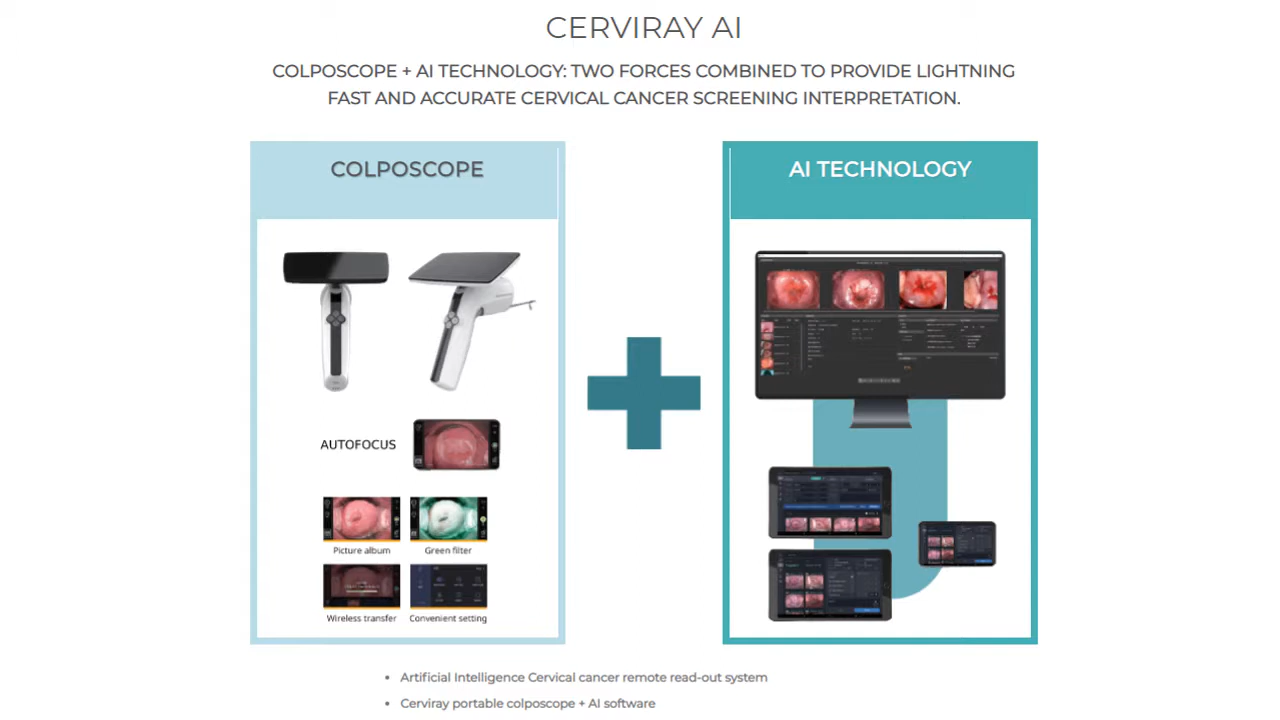 CERVIRAY AI
COLPOSCOPE + AI TECHNOLOGY: TWO FORCES COMBINED TO PROVIDE LIGHTNING
FAST AND ACCURATE CERVICAL CANCER SCREENING INTERPRETATION.
COLPOSCOPE
AI TECHNOLOGY
AUTOFOCUS
Picture album
Green filter
Wireless transfer
Convenient setting
Artificial Intelligence Cervical cancer remote read-out system
Cerviray portable colposcope + AI software